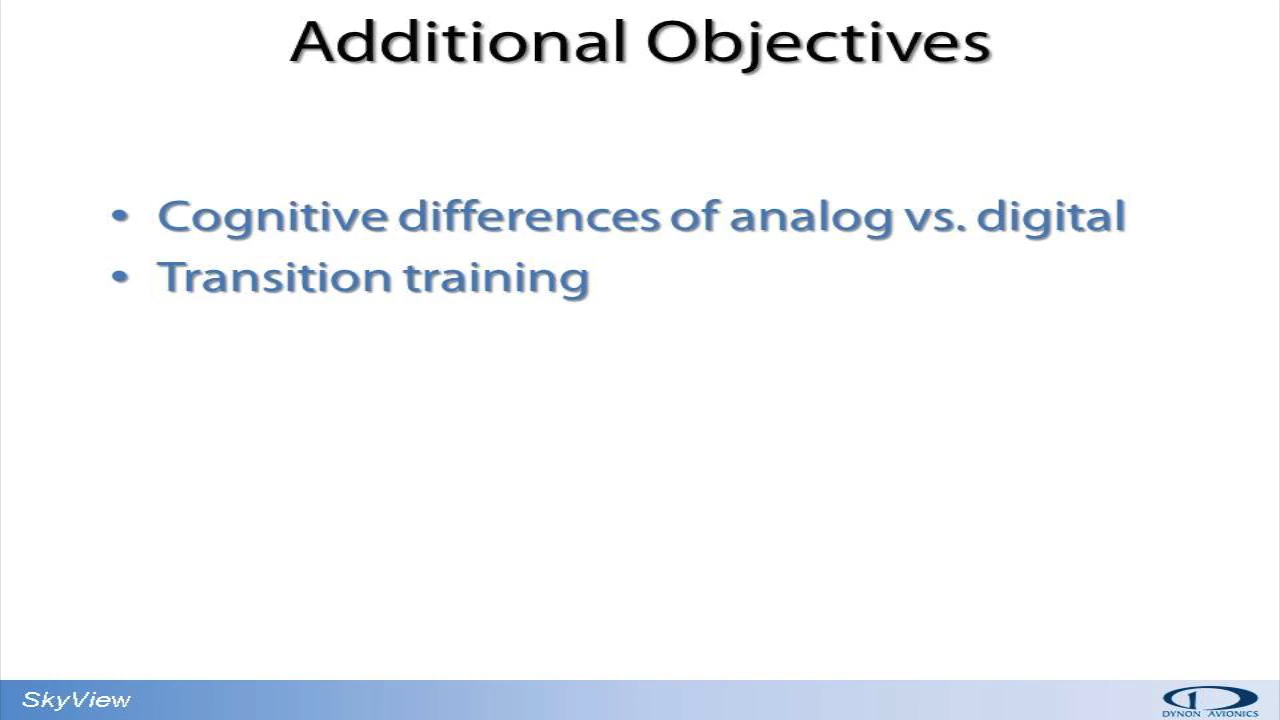 Additional Objectives
• Cognitive differences of analog vs. digital
• Transition training
SkyView
DYNON AVIONICS